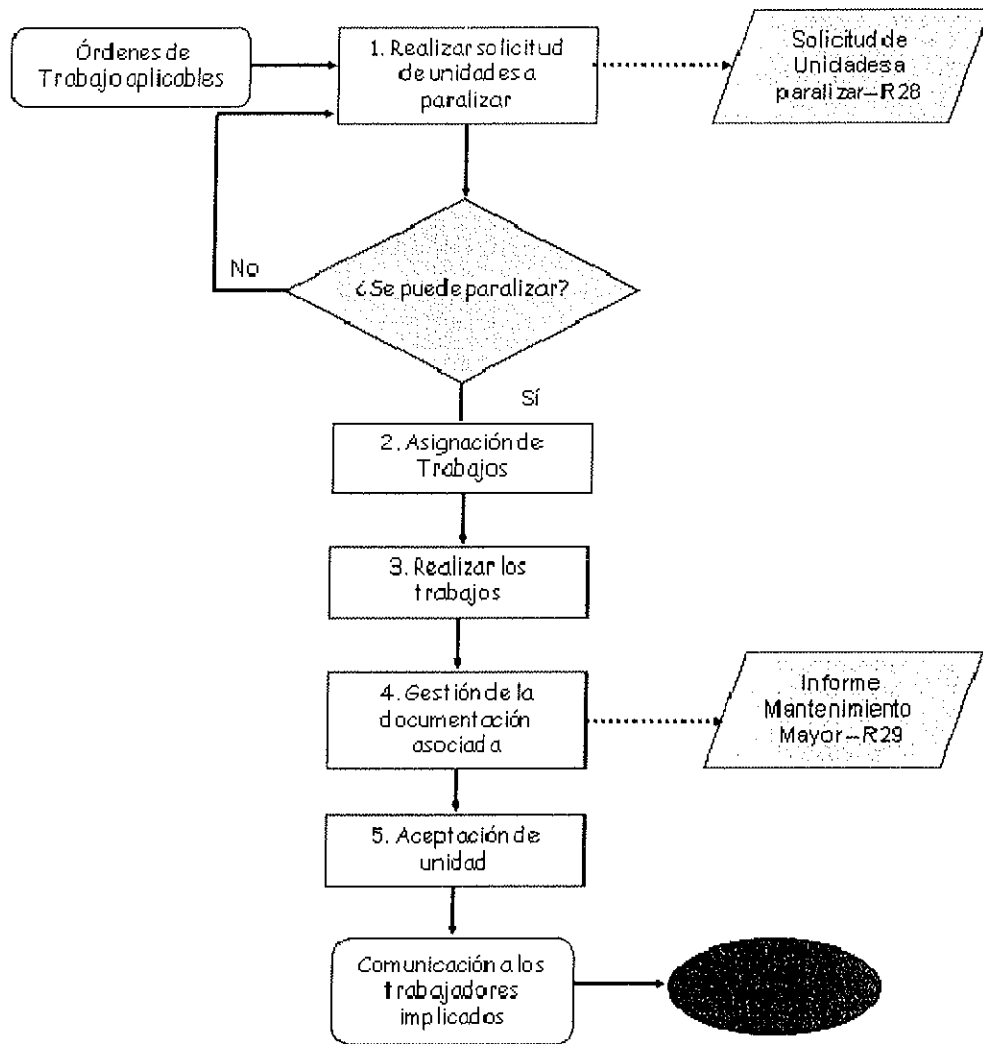 Órdenes de
Trabajo aplicables
1. Realizar solicitud
de unidades a
paralizar
Solicitud de
Unidades a
paralizar–R28
No
¿Se puede paralizar?
Sí
2. Asignación de
Trabajos
3. Realizar los
trabajos
4. Gestión de la
documentación
asociada
Informe
Mantenimiento
Mayor–R29
5. Aceptación de
unidad
Comunicación a los
trabajadores
implicados